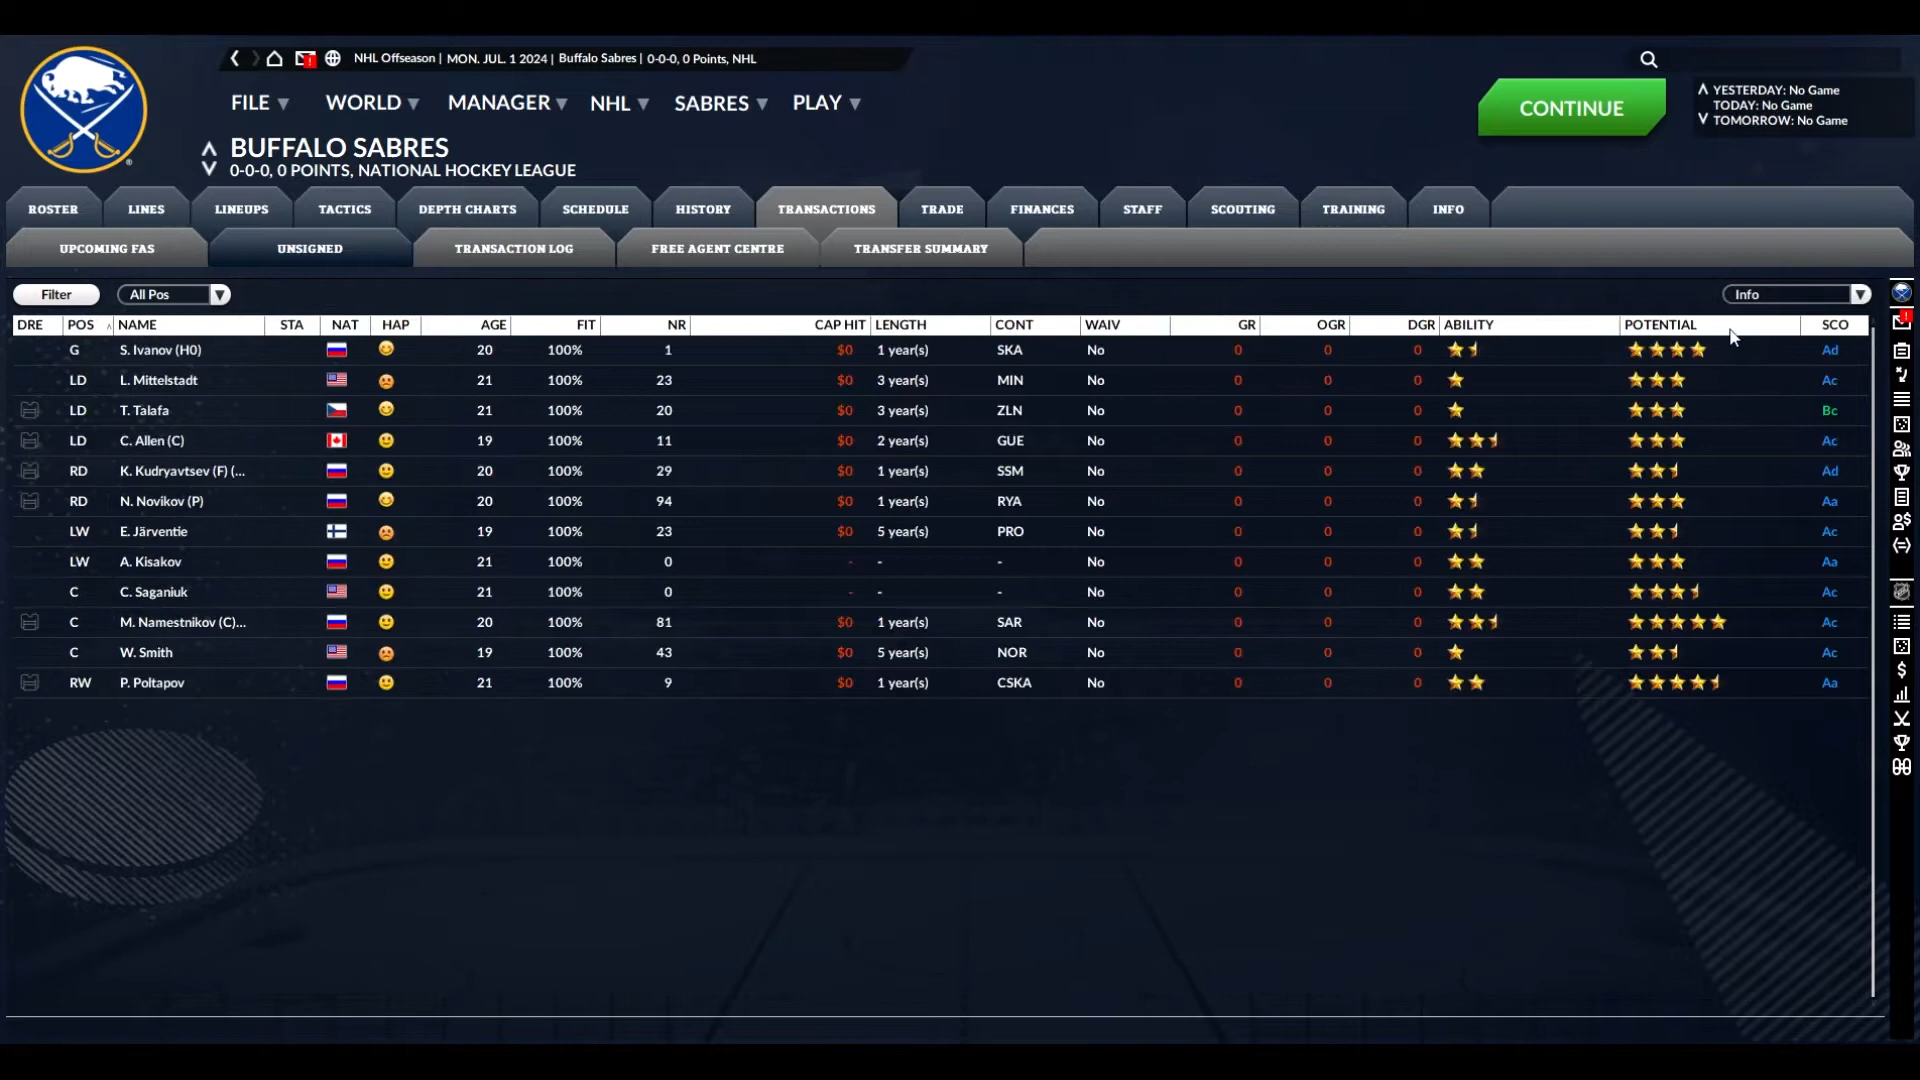 NHL Offseason | MON. JUL. 1 2024 | Buffalo Sabres | 0-0-0, 0 Points, NHL
FILE WORLD MANAGER NHL SABRES PLAY
CONTINUE
YESTERDAY: No Game
TODAY: No Game
TOMORROW: No Game
BUFFALO SABRES
0-0-0, 0 POINTS, NATIONAL HOCKEY LEAGUE
ROSTER LINES LINEUPS TACTICS DEPTH CHARTS SCHEDULE HISTORY TRANSACTIONS TRADE FINANCES STAFF SCOUTING TRAINING INFO
UPCOMING FAS UNSIGNED TRANSACTION LOG FREE AGENT CENTRE TRANSFER SUMMARY
Filter All Pos Info
DRE POS NAME STA NAT HAP AGE FIT NR CAP HIT LENGTH CONT WAIV GR OGR DGR ABILITY POTENTIAL SCO
G S. Ivanov (H0) 20 100% 1 $0 1 year(s) SKA No 0 0 0 Ad
LD L. Mittelstadt 21 100% 23 $0 3 year(s) MIN No 0 0 0 Ac
LD T. Talafa 21 100% 20 $0 3 year(s) ZLN No 0 0 0 Bc
LD C. Allen (C) 19 100% 11 $0 2 year(s) GUE No 0 0 0 Ac
RD K. Kudryavtsev (F) (... 20 100% 29 $0 1 year(s) SSM No 0 0 0 Ad
RD N. Novikov (P) 20 100% 94 $0 1 year(s) RYA No 0 0 0 Aa
LW E. Järventie 19 100% 23 $0 5 year(s) PRO No 0 0 0 Ac
LW A. Kisakov 21 100% 0 - - - No 0 0 0 Aa
C C. Saganiuk 21 100% 0 - - - No 0 0 0 Ac
C M. Namestnikov (C)... 20 100% 81 $0 1 year(s) SAR No 0 0 0 Ac
C W. Smith 19 100% 43 $0 5 year(s) NOR No 0 0 0 Ac
RW P. Poltapov 21 100% 9 $0 1 year(s) CSKA No 0 0 0 Aa